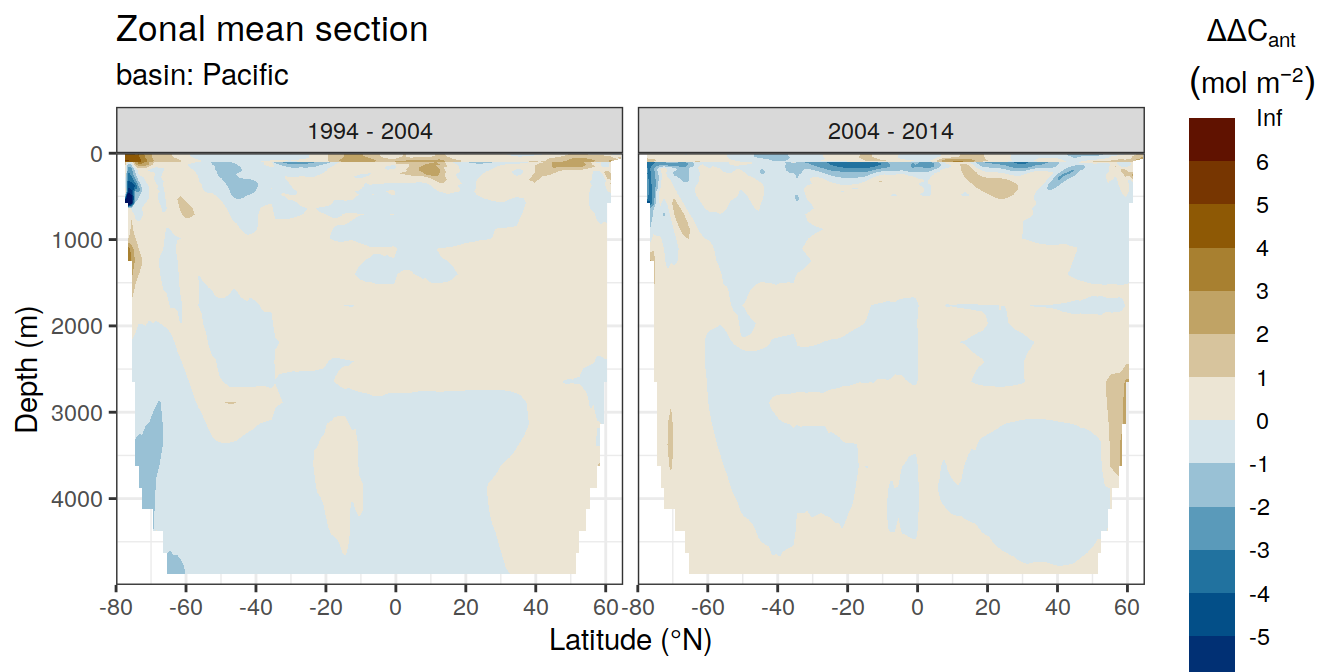 Zonal mean section
basin: Pacific
ΔΔCant
(mol m⁻²)
1994 - 2004
2004 - 2014
Inf
6
5
4
3
2
1
0
-1
-2
-3
-4
-5
Depth (m)
0
1000
2000
3000
4000
-80 -60 -40 -20 0 20 40 60
-80 -60 -40 -20 0 20 40 60
Latitude (°N)